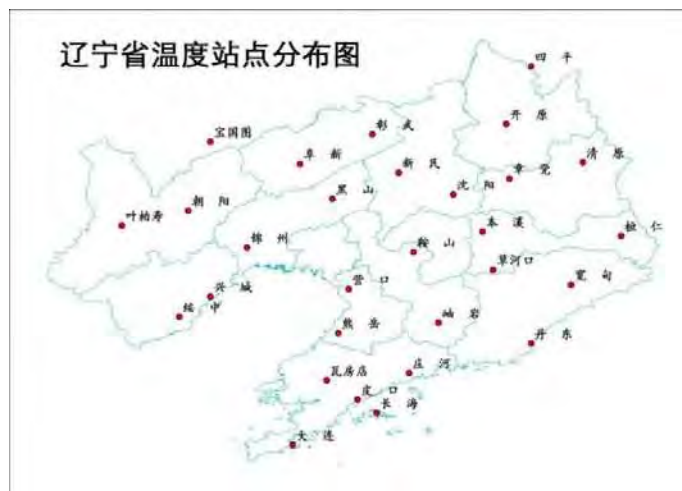 辽宁省温度站点分布图
四 平
彰 武
开 原
宝国图
阜 新
新 民
清 原
章 党
沈 阳
黑 山
朝 阳
叶柏寿
本 溪
桓 仁
锦 州
鞍 山
草河口
宽 甸
营 口
兴 城
绥 中
岫 岩
熊 岳
丹 东
庄 河
瓦房店
皮 口
长 海
大 连